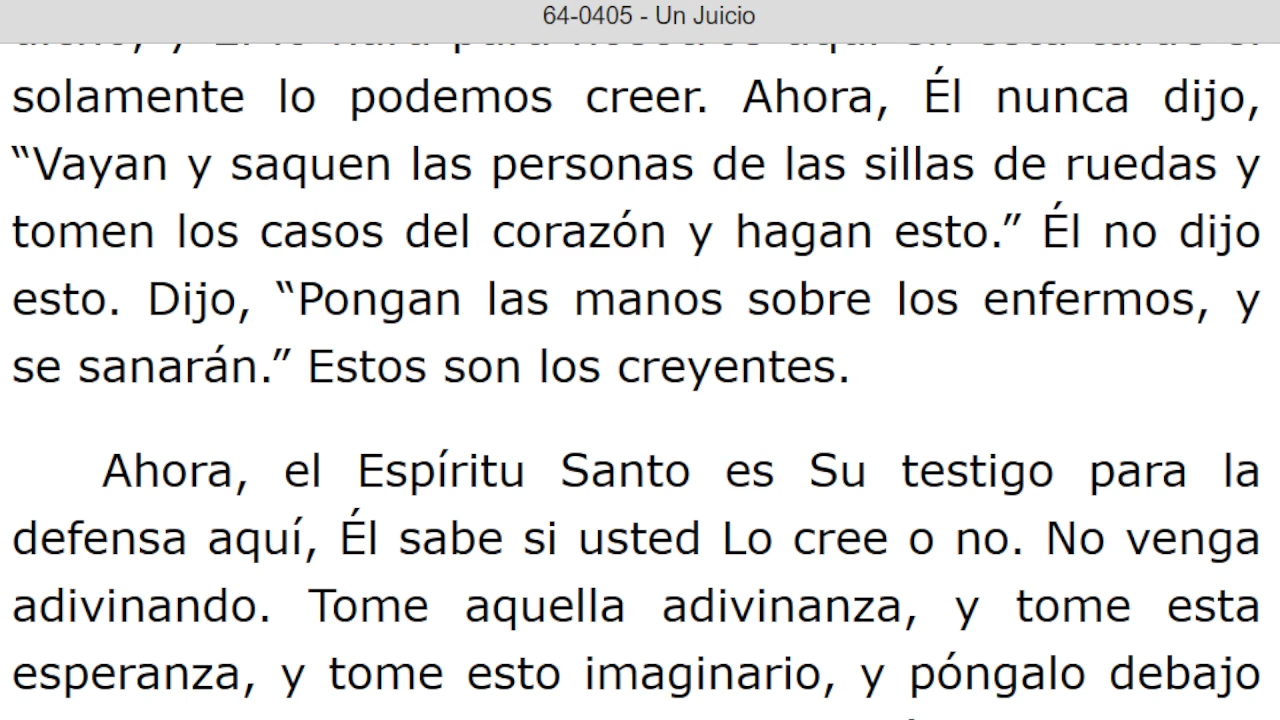 64-0405 - Un Juicio
solamente lo podemos creer. Ahora, Él nunca dijo,
“Vayan y saquen las personas de las sillas de ruedas y
tomen los casos del corazón y hagan esto.” Él no dijo
esto. Dijo, “Pongan las manos sobre los enfermos, y
se sanarán.” Estos son los creyentes.
Ahora, el Espíritu Santo es Su testigo para la
defensa aquí, Él sabe si usted Lo cree o no. No venga
adivinando. Tome aquella adivinanza, y tome esta
esperanza, y tome esto imaginario, y póngalo debajo